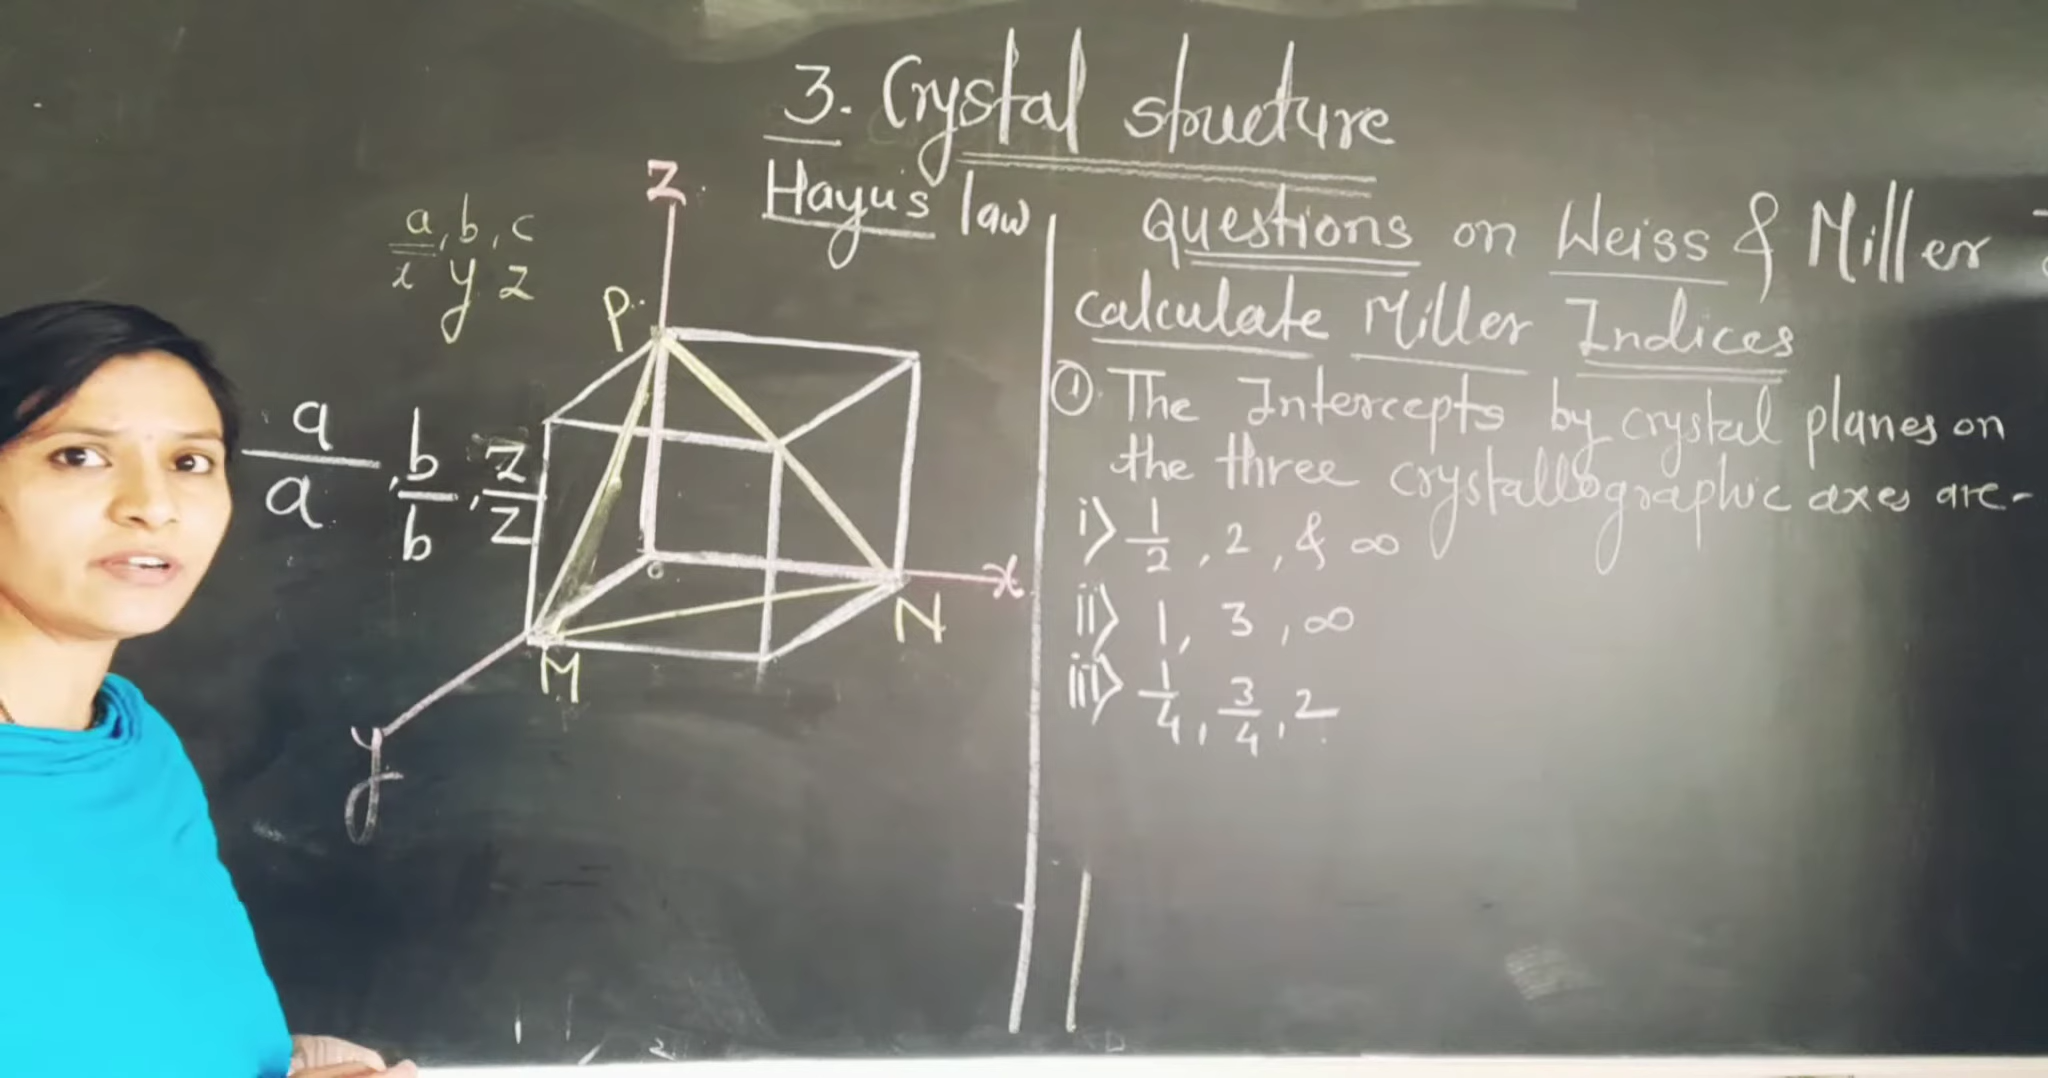 3. Crystal structure
Hayu's law
a, b, c
x y z
a/a, b/b, z/z
Z
P
o
x
N
M
y
Questions on Weiss & Miller
Calculate Miller Indices
① The Intercepts by crystal planes on
the three crystallographic axes are-
i) 1/2, 2, & ∞
ii) 1, 3, ∞
iii) 1/4, 3/4, 2